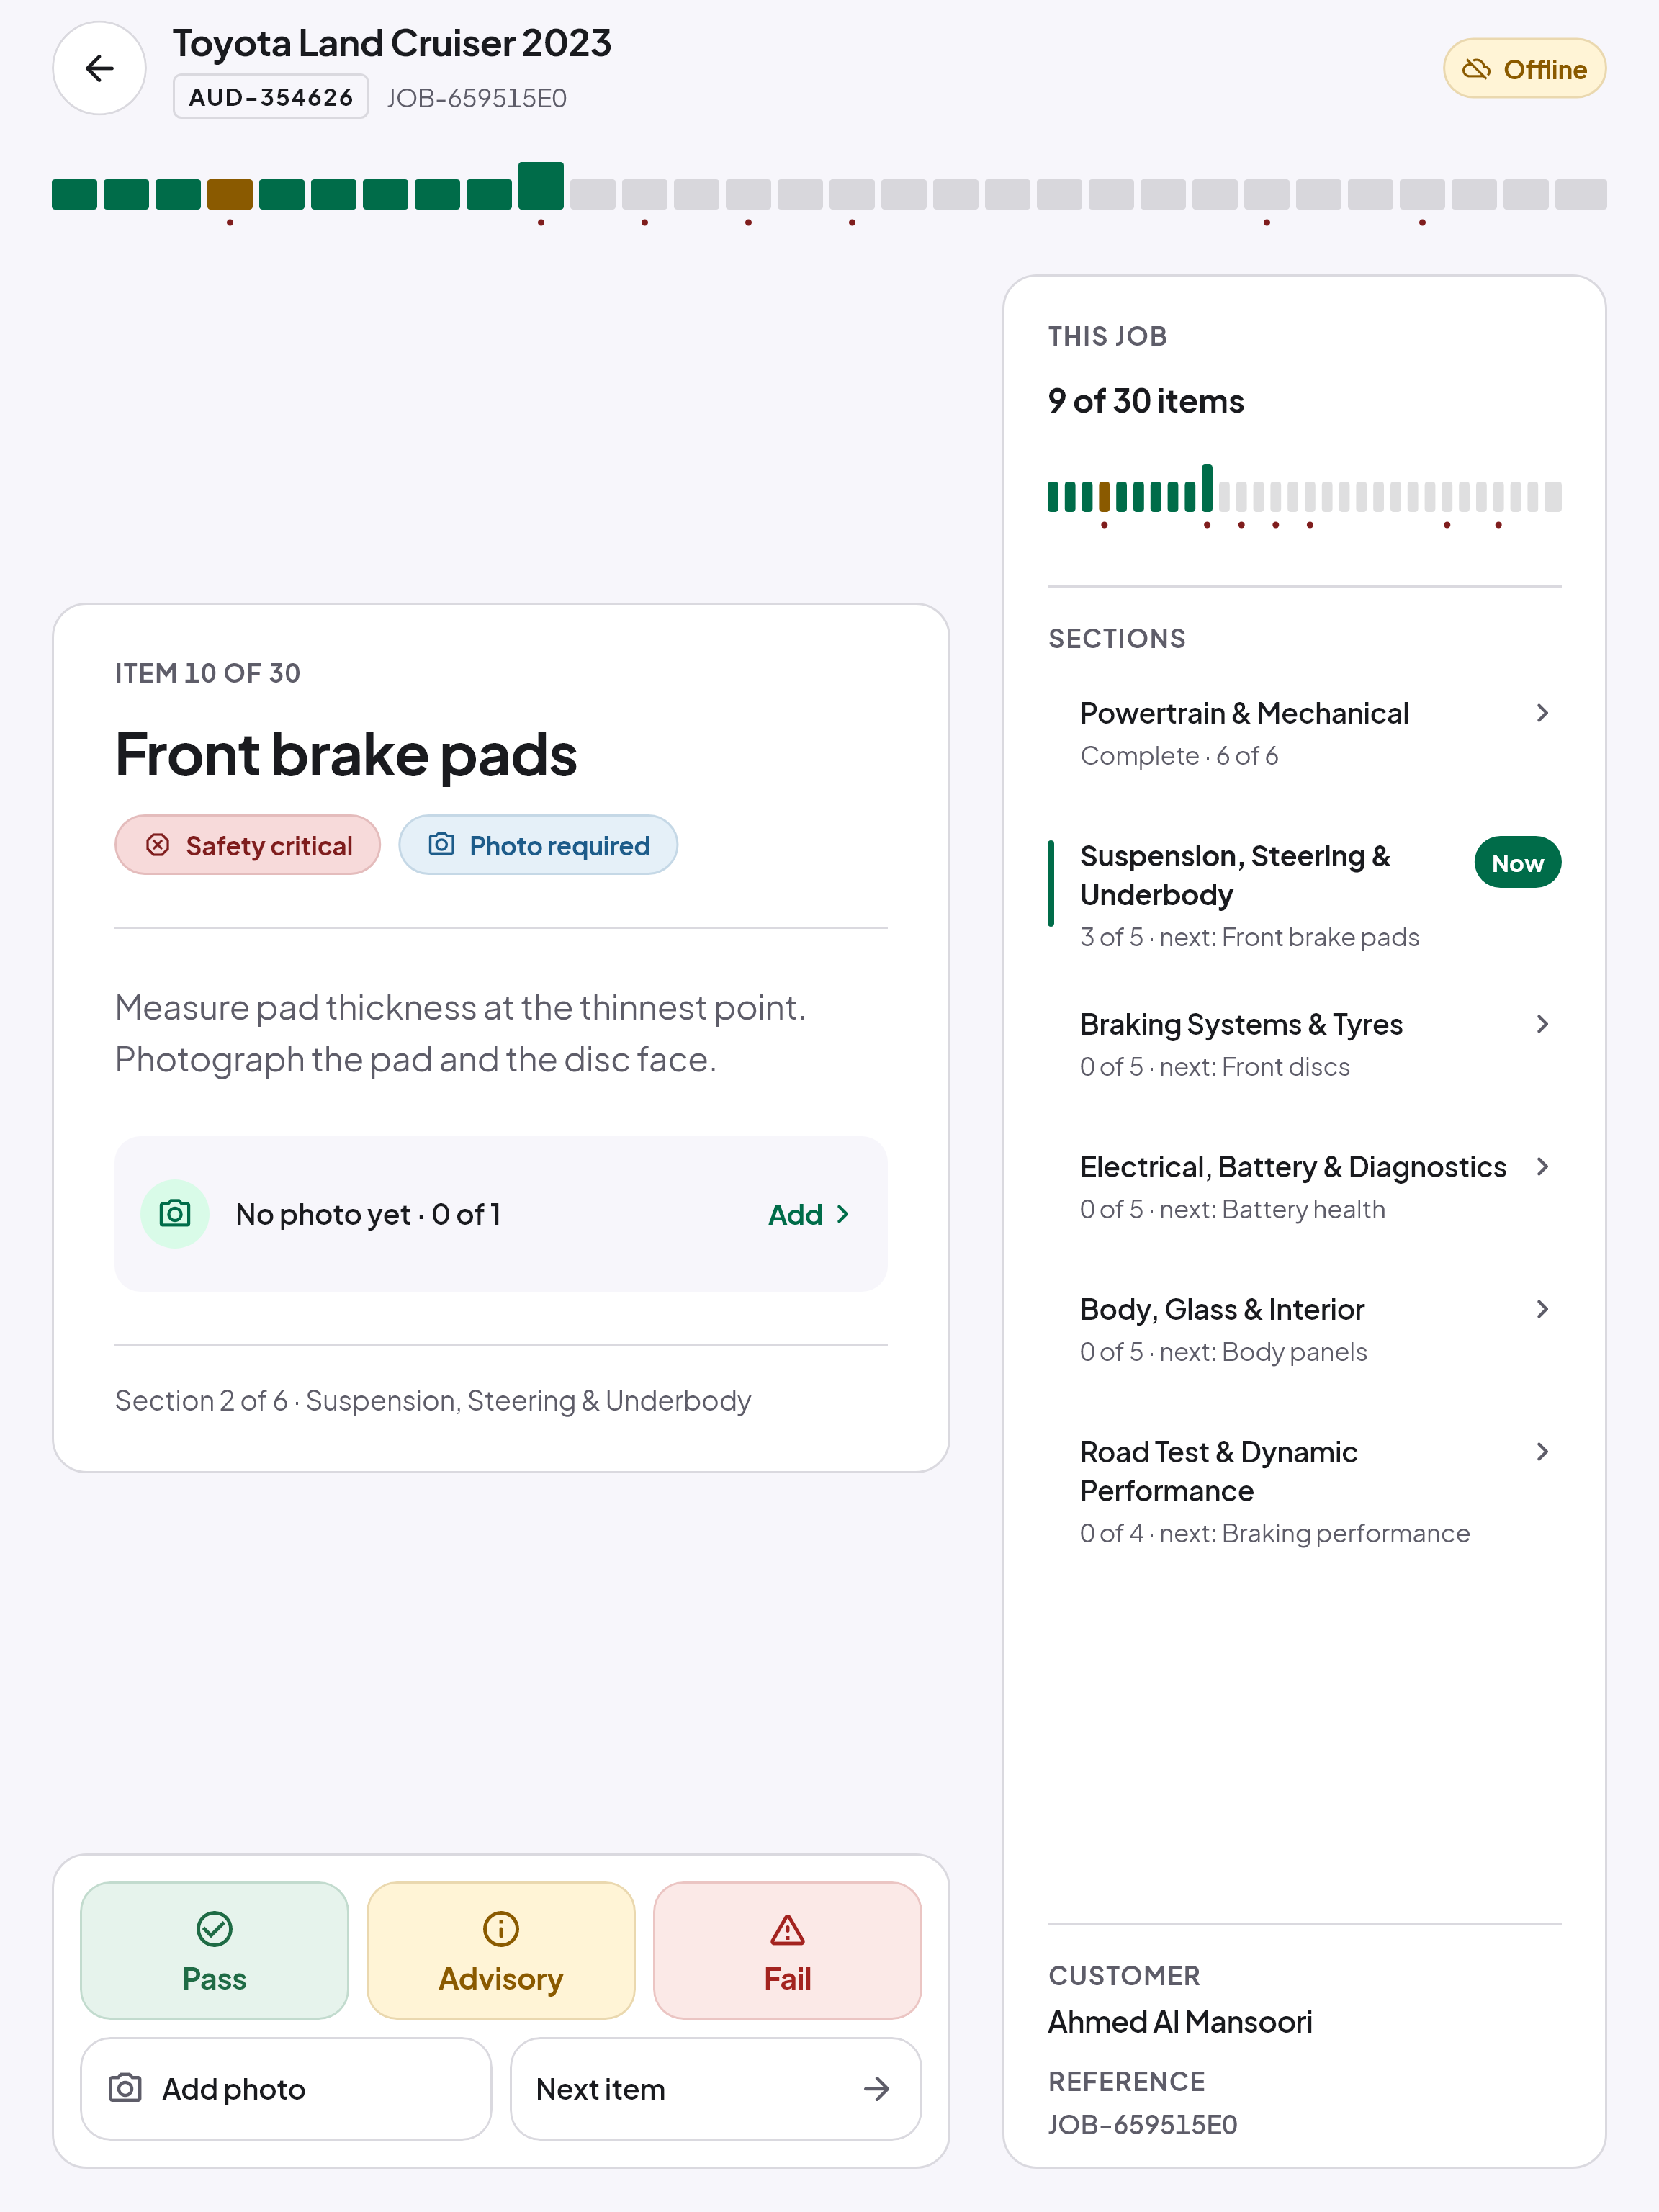 Toyota Land Cruiser 2023
AUD-354626 JOB-659515E0
Offline
ITEM 10 OF 30
Front brake pads
Safety critical
Photo required
Measure pad thickness at the thinnest point.
Photograph the pad and the disc face.
No photo yet · 0 of 1
Add
Section 2 of 6 · Suspension, Steering & Underbody
Pass
Advisory
Fail
Add photo
Next item
THIS JOB
9 of 30 items
SECTIONS
Powertrain & Mechanical
Complete · 6 of 6
Suspension, Steering &
Underbody
Now
3 of 5 · next: Front brake pads
Braking Systems & Tyres
0 of 5 · next: Front discs
Electrical, Battery & Diagnostics
0 of 5 · next: Battery health
Body, Glass & Interior
0 of 5 · next: Body panels
Road Test & Dynamic
Performance
0 of 4 · next: Braking performance
CUSTOMER
Ahmed Al Mansoori
REFERENCE
JOB-659515E0